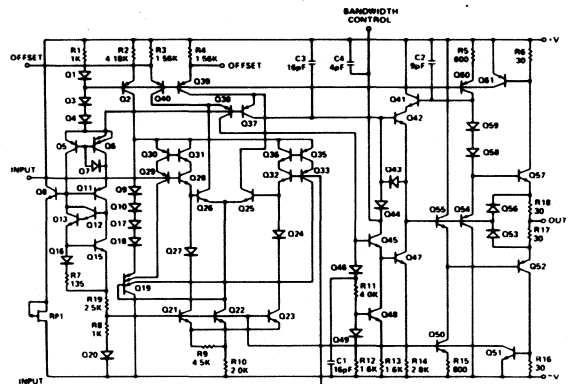 BANDWIDTH
CONTROL
+V
R1
1K
R2
4.18K
R3
1.56K
R4
1.56K
C3
16pF
C4
4pF
C2
9pF
R5
600
R6
30
OFFSET
OFFSET
Q1
Q2
Q39
Q40
Q60
Q61
Q3
Q4
Q38
Q37
Q41
Q42
Q59
Q58
Q5
Q6
Q7
Q30
Q31
Q36
Q35
Q29
Q28
Q32
Q33
Q43
Q57
INPUT
Q8
Q11
Q9
Q10
Q17
Q18
Q26
Q25
Q44
Q13
Q12
Q45
Q55
Q54
Q56
Q53
R18
30
OUT
R17
30
Q16
Q15
Q27
Q24
Q47
Q46
Q52
R7
135
Q19
R11
4.0K
R19
2.5K
R8
1K
Q21
Q22
Q23
Q48
Q49
Q50
RP1
Q20
R9
4.5K
R10
2.0K
C1
16pF
R12
1.6K
R13
1.6K
R14
2.8K
R15
800
Q51
R16
30
-V
INPUT